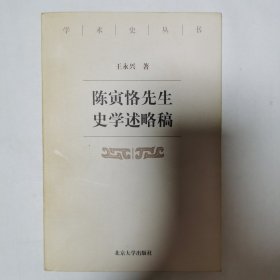 学术史丛书
王永兴 著
陈寅恪先生
史学述略稿
北京大学出版社